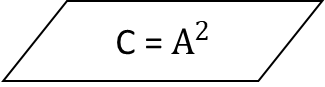 C = A²